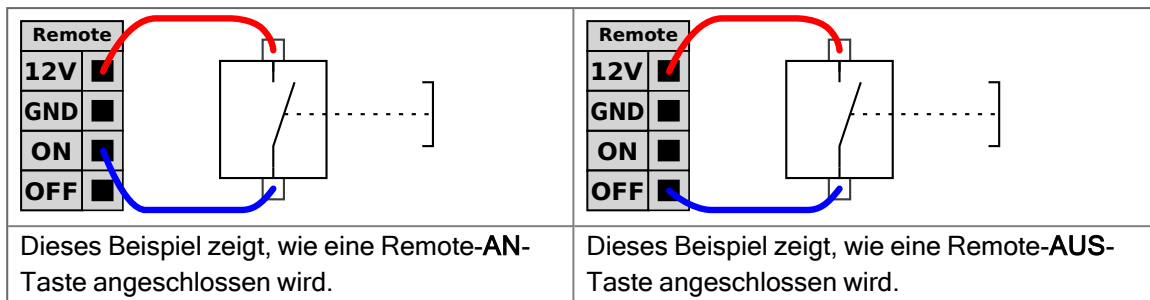 Remote
12V
GND
ON
OFF
Dieses Beispiel zeigt, wie eine Remote-AN-
Taste angeschlossen wird.
Remote
12V
GND
ON
OFF
Dieses Beispiel zeigt, wie eine Remote-AUS-
Taste angeschlossen wird.